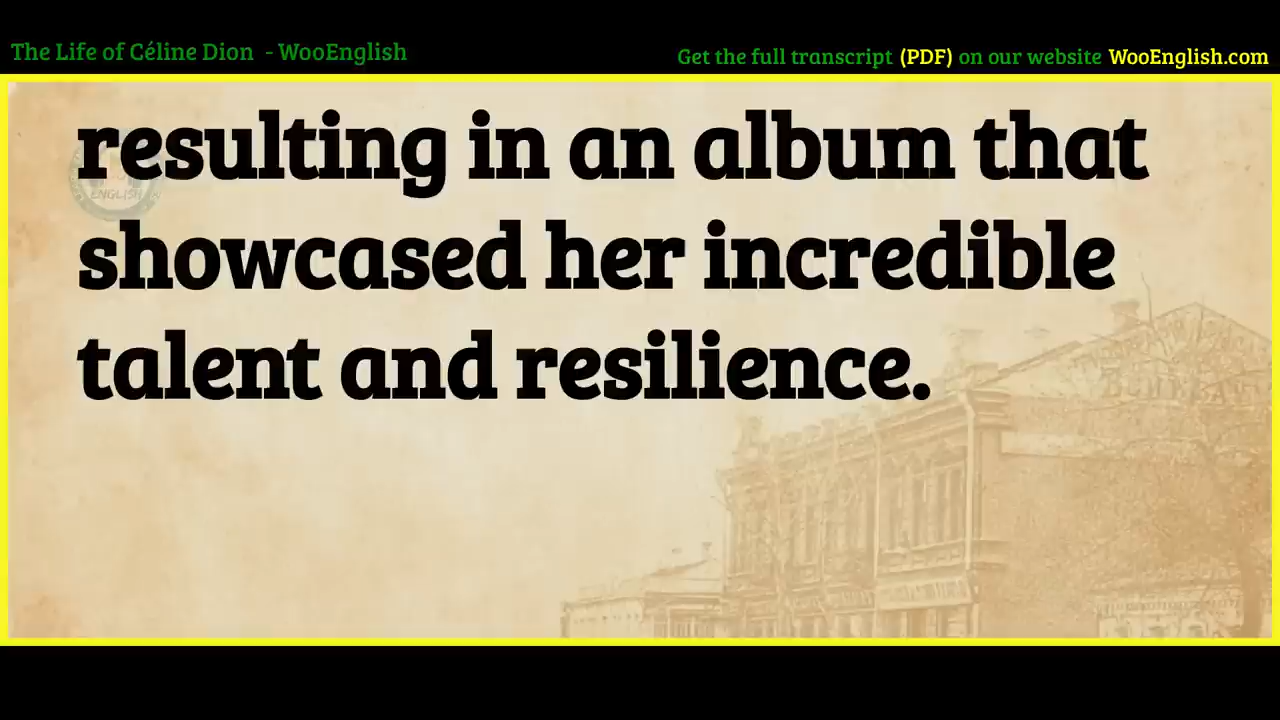 The Life of Céline Dion - WooEnglish
Get the full transcript (PDF) on our website WooEnglish.com
resulting in an album that
showcased her incredible
talent and resilience.
ENGLISH